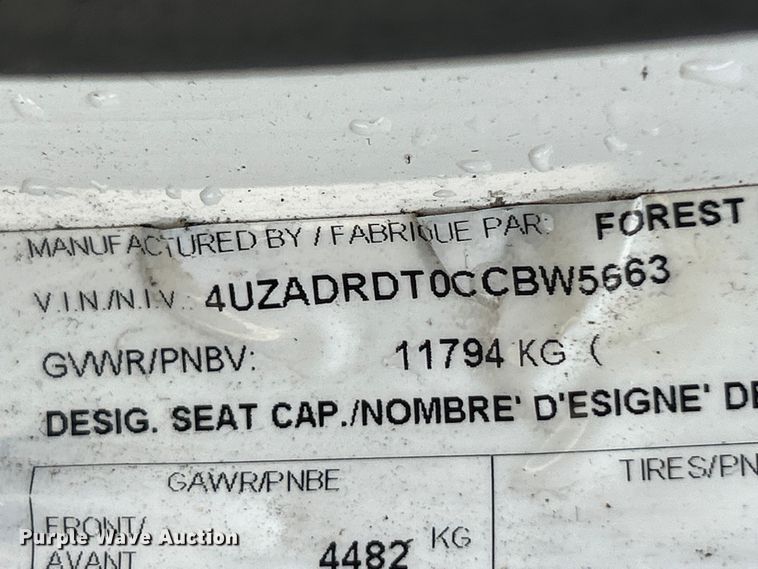 MANUFACTURED BY / FABRIQUE PAR: FOREST
V.I.N./N.I.V.: 4UZADRDT0CCBW5663
GVWR/PNBV: 11794 KG (
DESIG. SEAT CAP./NOMBRE' D'ESIGNE' DE
GAWR/PNBE
TIRES/PN
FRONT/
AVANT 4482 KG
Purple Wave Auction